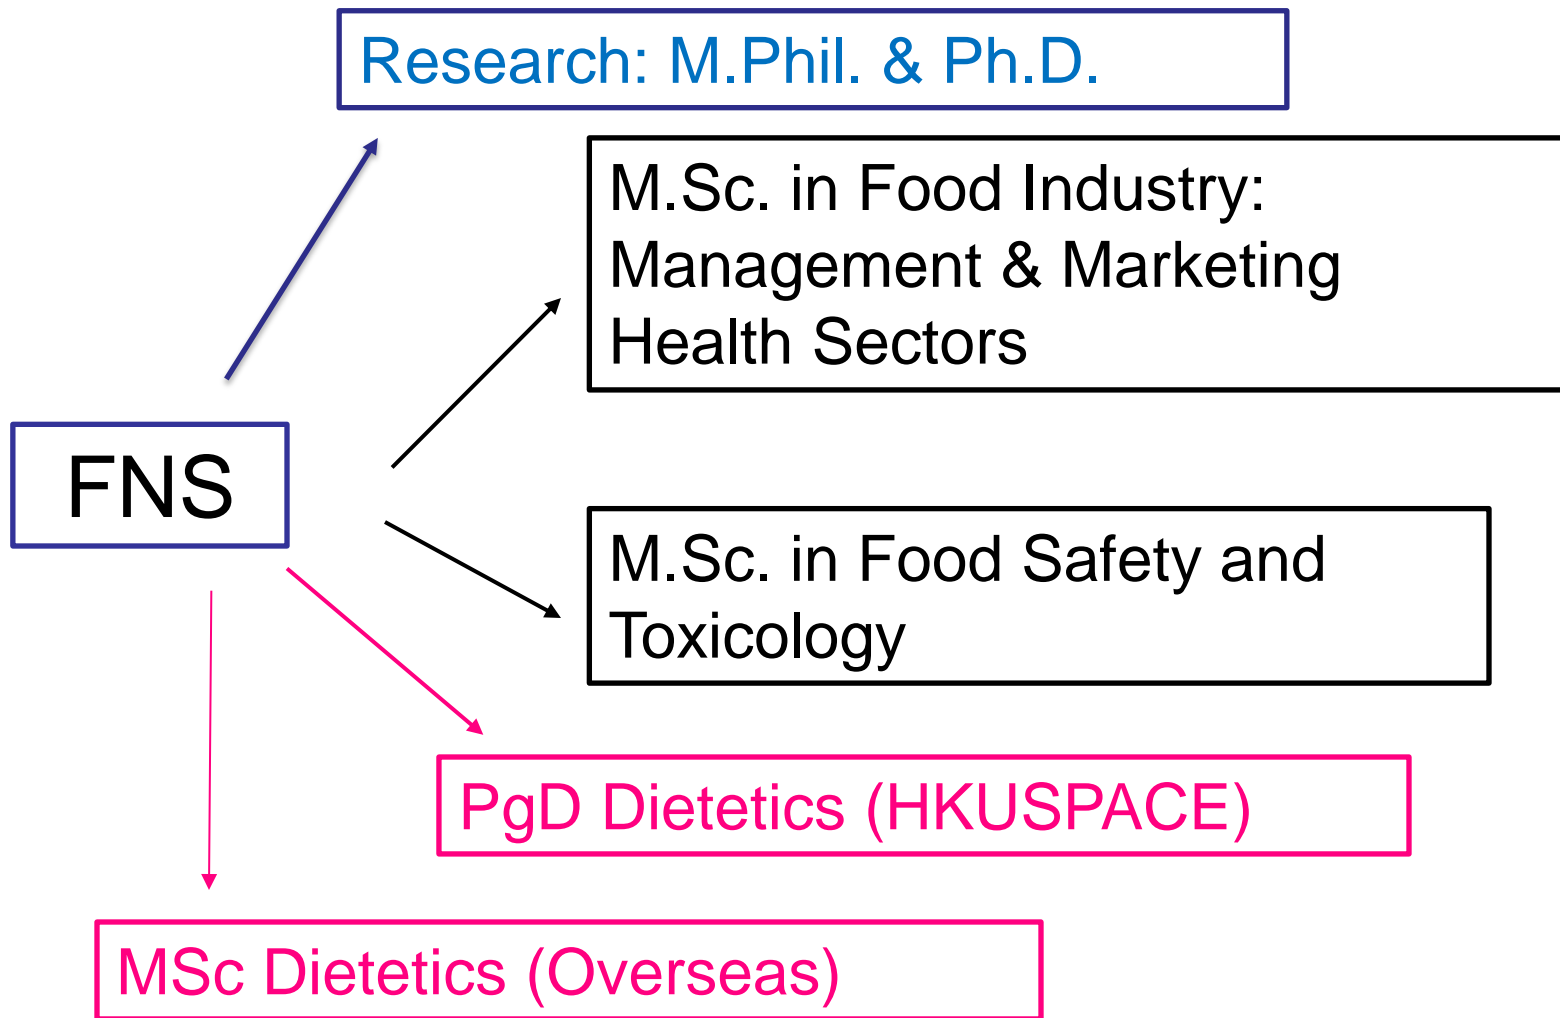 Research: M.Phil. & Ph.D.
M.Sc. in Food Industry:
Management & Marketing
Health Sectors
FNS
M.Sc. in Food Safety and
Toxicology
PgD Dietetics (HKUSPACE)
MSc Dietetics (Overseas)